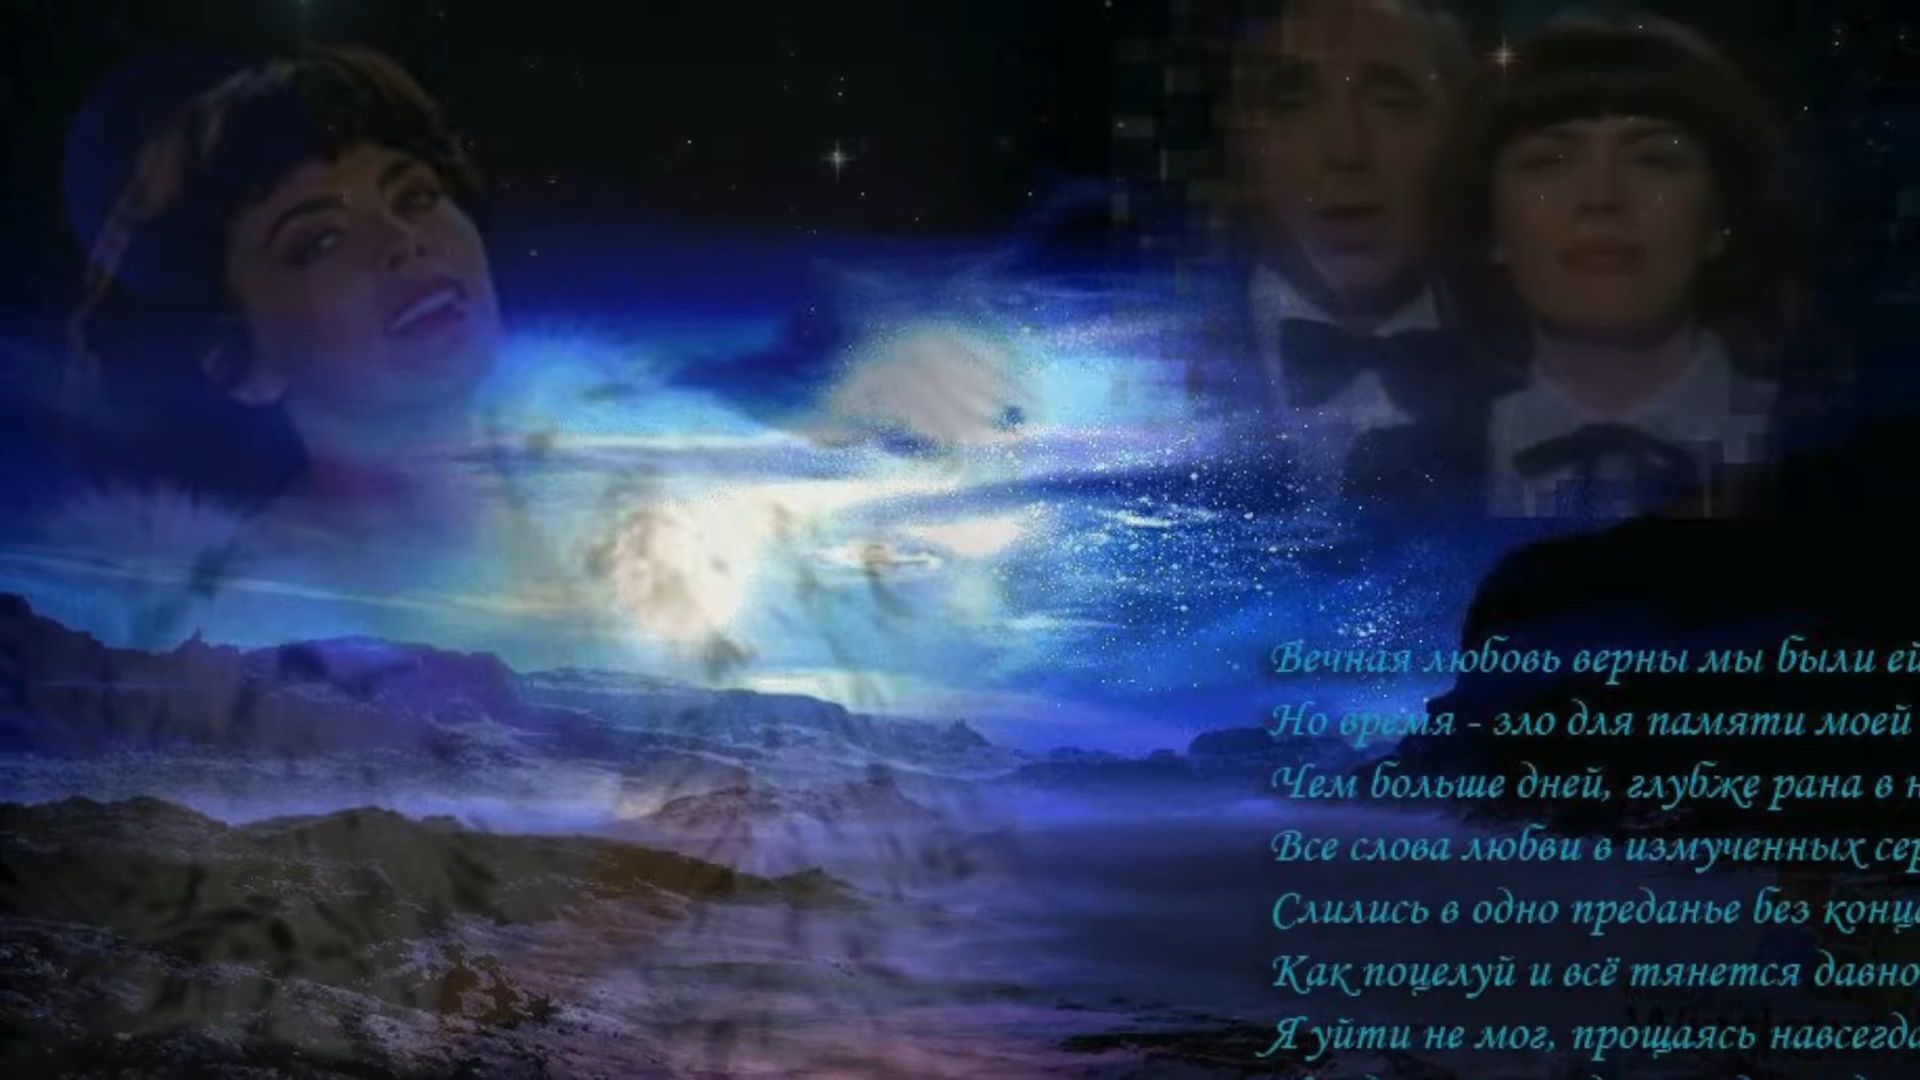 Вечная любовь верны мы были ей
Но время - зло для памяти моей
Чем больше дней, глубже рана в
Все слова любви в измученных
Слились в одно преданье без
Как поцелуй и всё тянется давно
Я уйти не мог, прощаясь навсегда